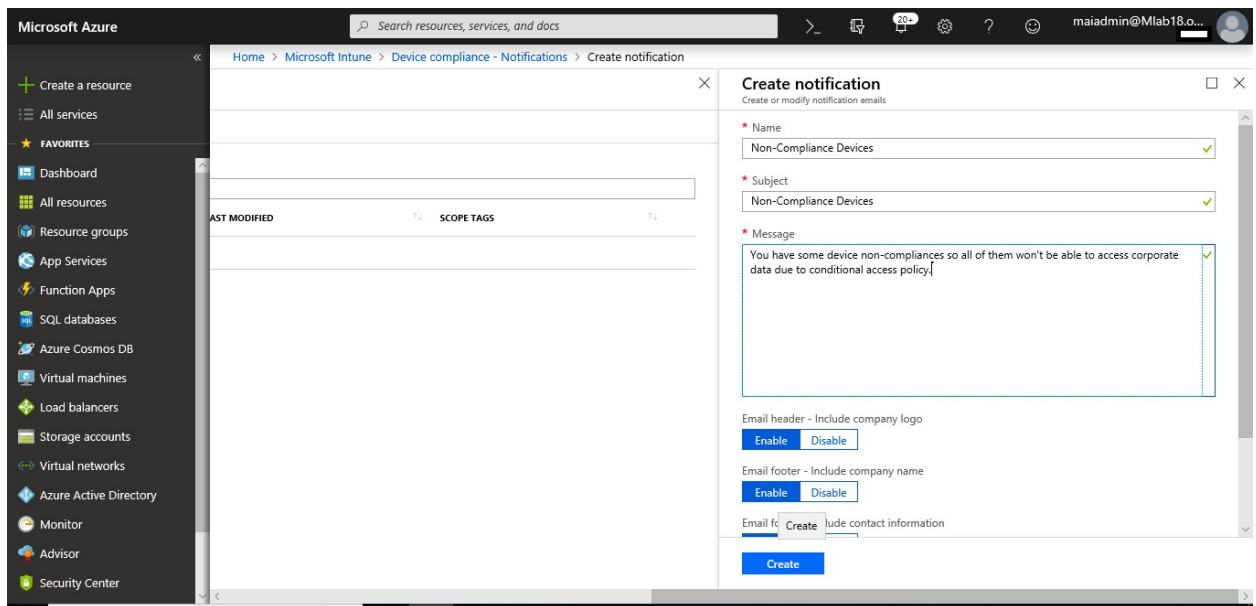 Microsoft Azure
Search resources, services, and docs
>_
20+
?
maiadmin@Mlab18.o...
«
Home > Microsoft Intune > Device compliance - Notifications > Create notification
Create a resource
All services
FAVORITES
Dashboard
All resources
Resource groups
App Services
Function Apps
SQL databases
Azure Cosmos DB
Virtual machines
Load balancers
Storage accounts
Virtual networks
Azure Active Directory
Monitor
Advisor
Security Center
AST MODIFIED
SCOPE TAGS
Create notification
Create or modify notification emails
* Name
Non-Compliance Devices
* Subject
Non-Compliance Devices
* Message
You have some device non-compliances so all of them won't be able to access corporate
data due to conditional access policy.
Email header - Include company logo
Enable Disable
Email footer - Include company name
Enable Disable
Email fo Create lude contact information
Create